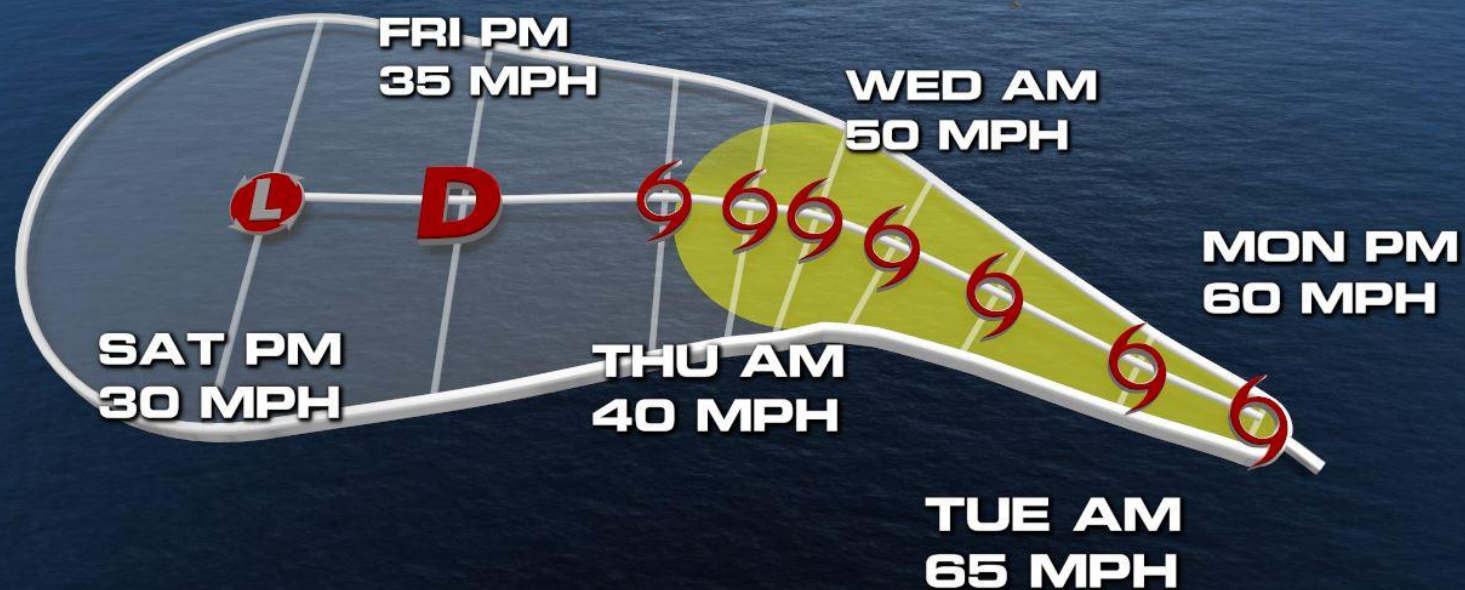 FRI PM
35 MPH
WED AM
50 MPH
L
D
MON PM
60 MPH
SAT PM
30 MPH
THU AM
40 MPH
TUE AM
65 MPH